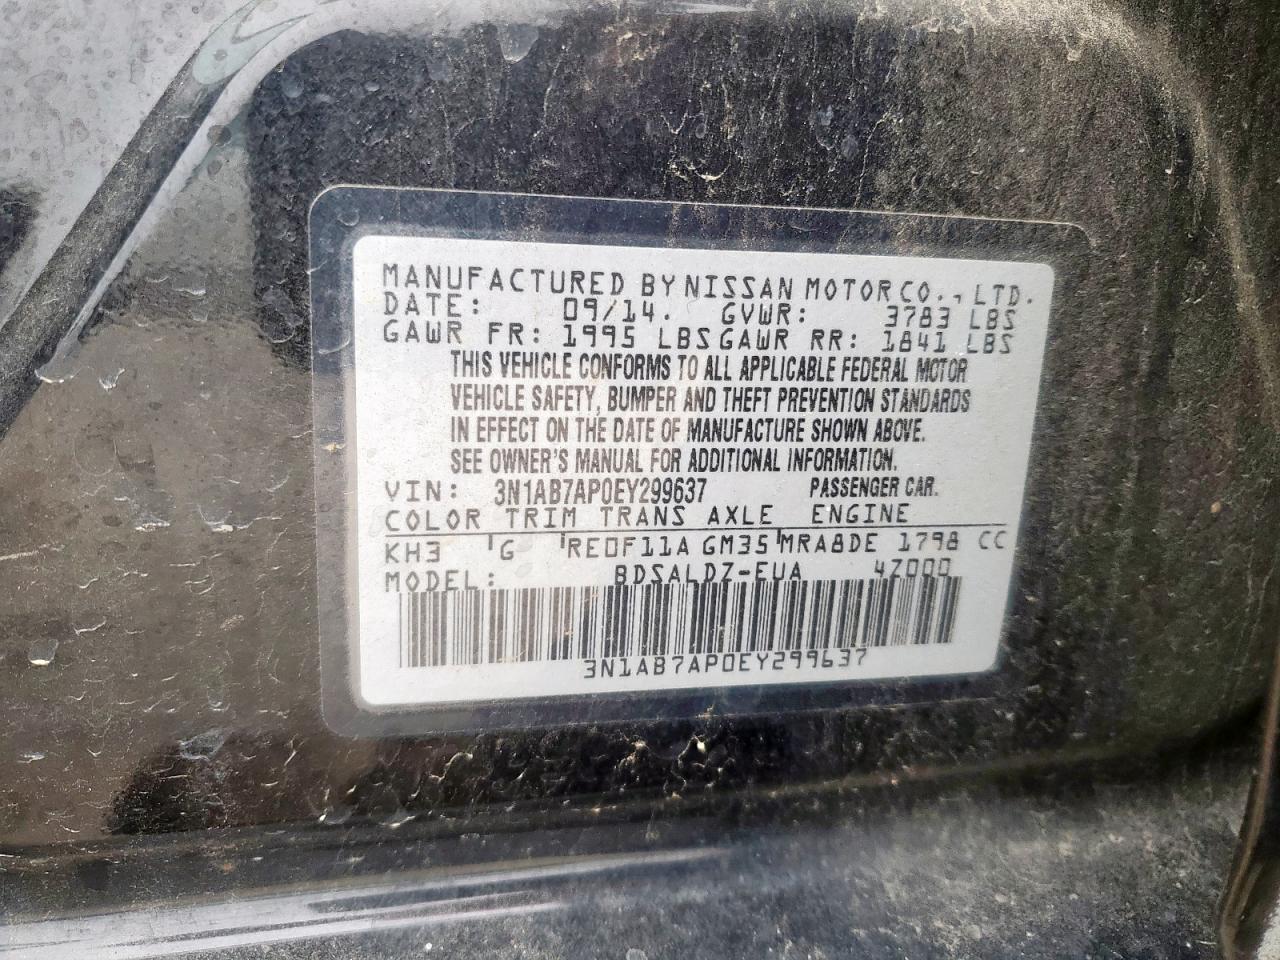 MANUFACTURED BY NISSAN MOTOR CO., LTD.
DATE: 09/14. GVWR: 3783 LBS
GAWR FR: 1995 LBS GAWR RR: 1841 LBS
THIS VEHICLE CONFORMS TO ALL APPLICABLE FEDERAL MOTOR
VEHICLE SAFETY, BUMPER AND THEFT PREVENTION STANDARDS
IN EFFECT ON THE DATE OF MANUFACTURE SHOWN ABOVE.
SEE OWNER'S MANUAL FOR ADDITIONAL INFORMATION.
VIN: 3N1AB7AP0EY299637 PASSENGER CAR.
COLOR TRIM TRANS AXLE ENGINE
KH3 'G 'RE0F11A GM35'MRA8DE 1798 CC
MODEL: BDSALDZ-EUA 4Z000
3N1AB7AP0EY299637